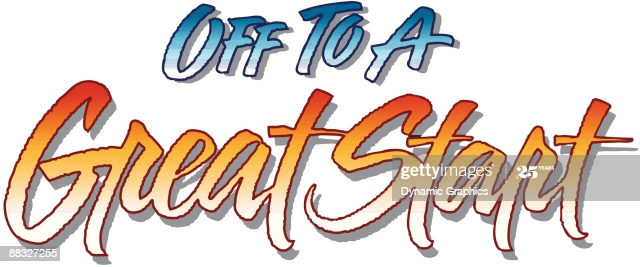 OFF TO A
Great Start
gettyimages 25 YEARS
Dynamic Graphics
88327255